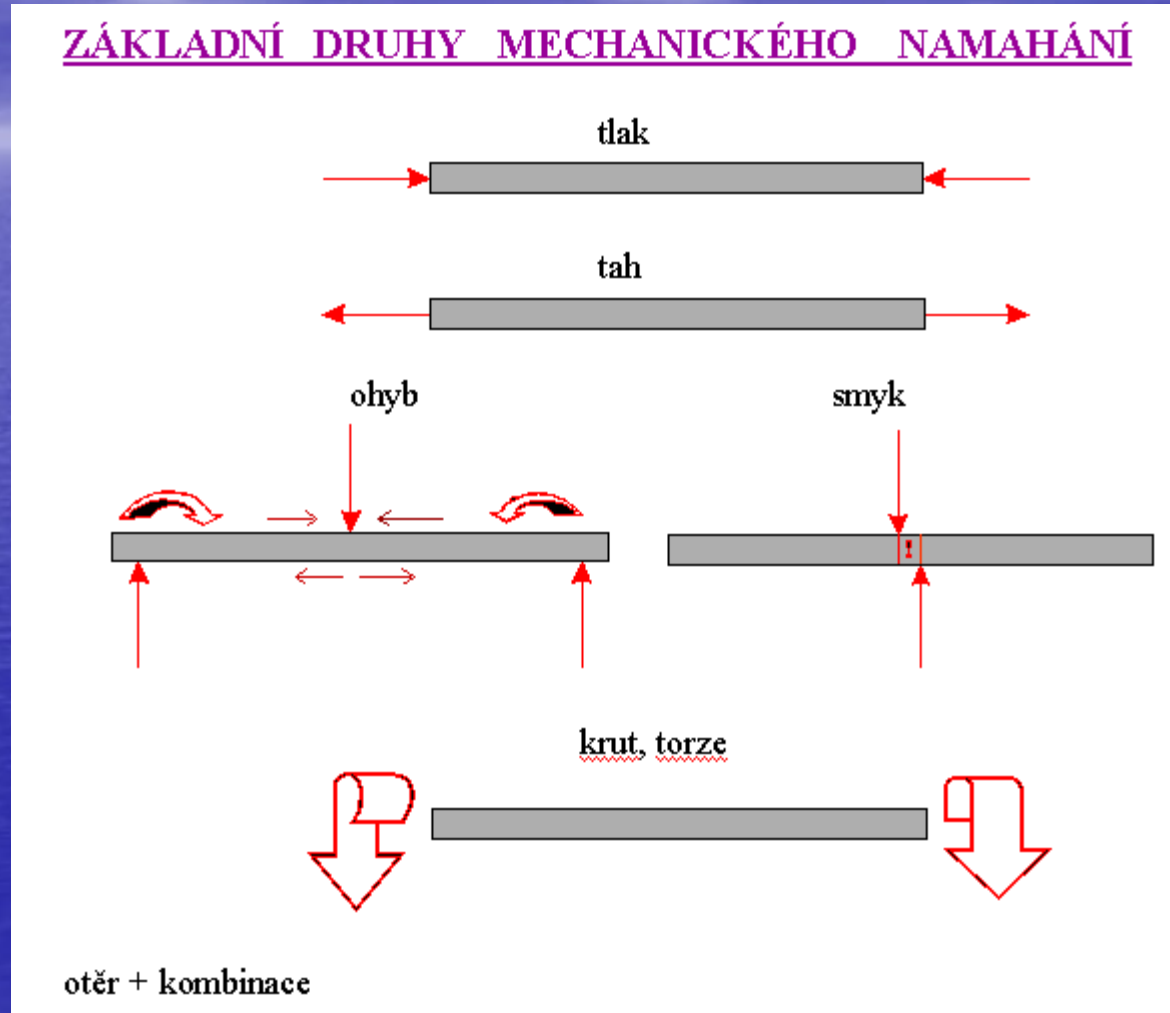 ZÁKLADNÍ DRUHY MECHANICKÉHO NAMAHÁNÍ
tlak
tah
ohyb
smyk
!
krut, torze
otěr + kombinace